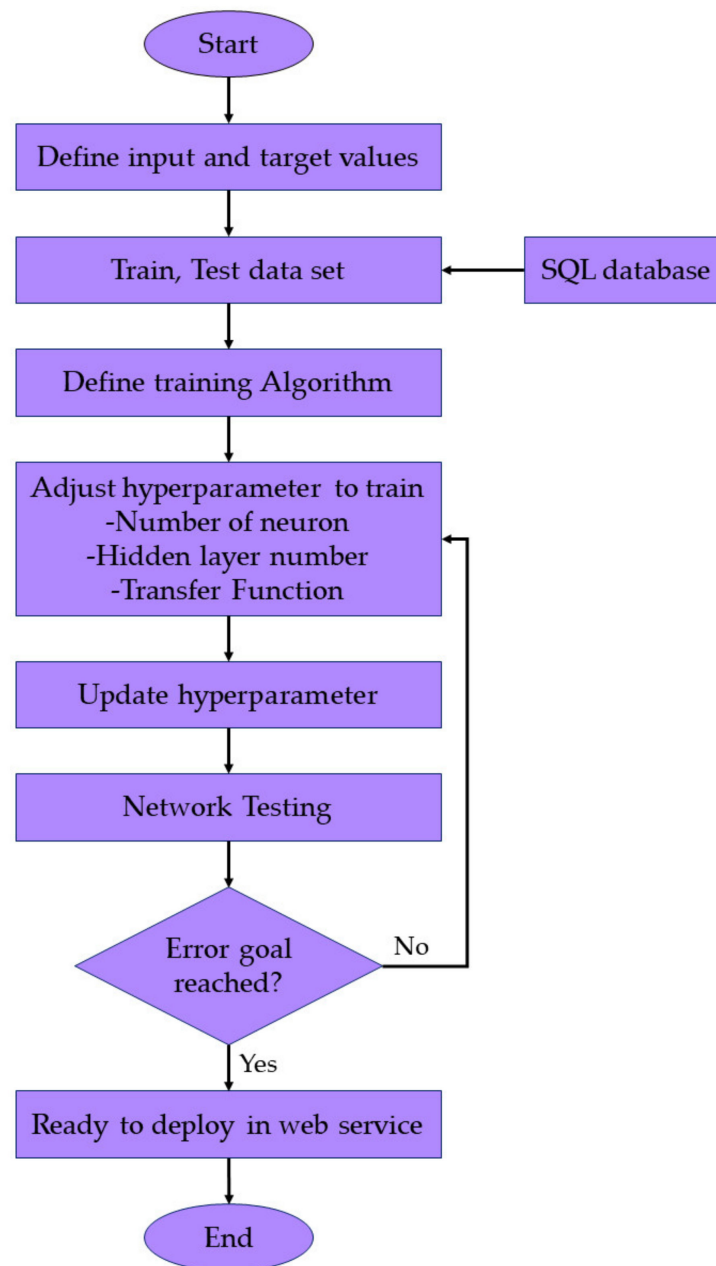 Start
Define input and target values
Train, Test data set
SQL database
Define training Algorithm
Adjust hyperparameter to train
-Number of neuron
-Hidden layer number
-Transfer Function
Update hyperparameter
Network Testing
Error goal
reached?
No
Yes
Ready to deploy in web service
End